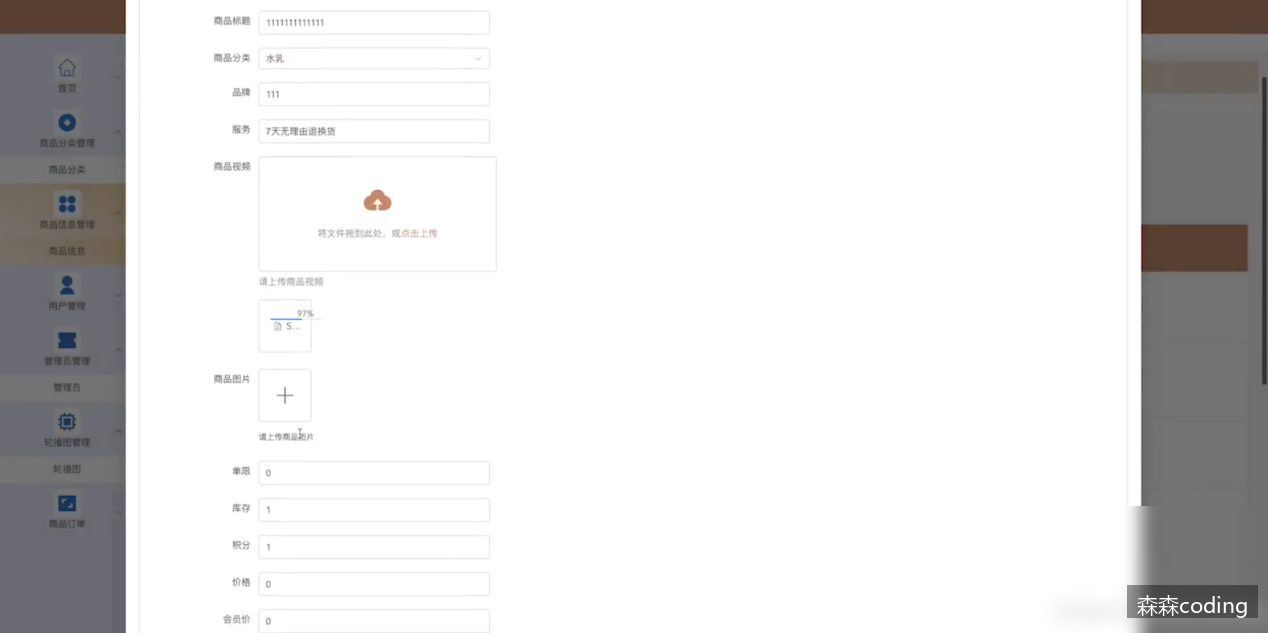 首页
商品分类管理
商品分类
商品信息管理
商品信息
用户管理
管理员管理
管理员
轮播图管理
轮播图
商品订单
商品标题 1111111111111
商品分类 水乳
品牌 111
服务 7天无理由退换货
商品视频
将文件拖到此处，或点击上传
请上传商品视频
97%
S...
商品图片
请上传商品图片
单限 0
库存 1
积分 1
价格 0
会员价 0
森森coding